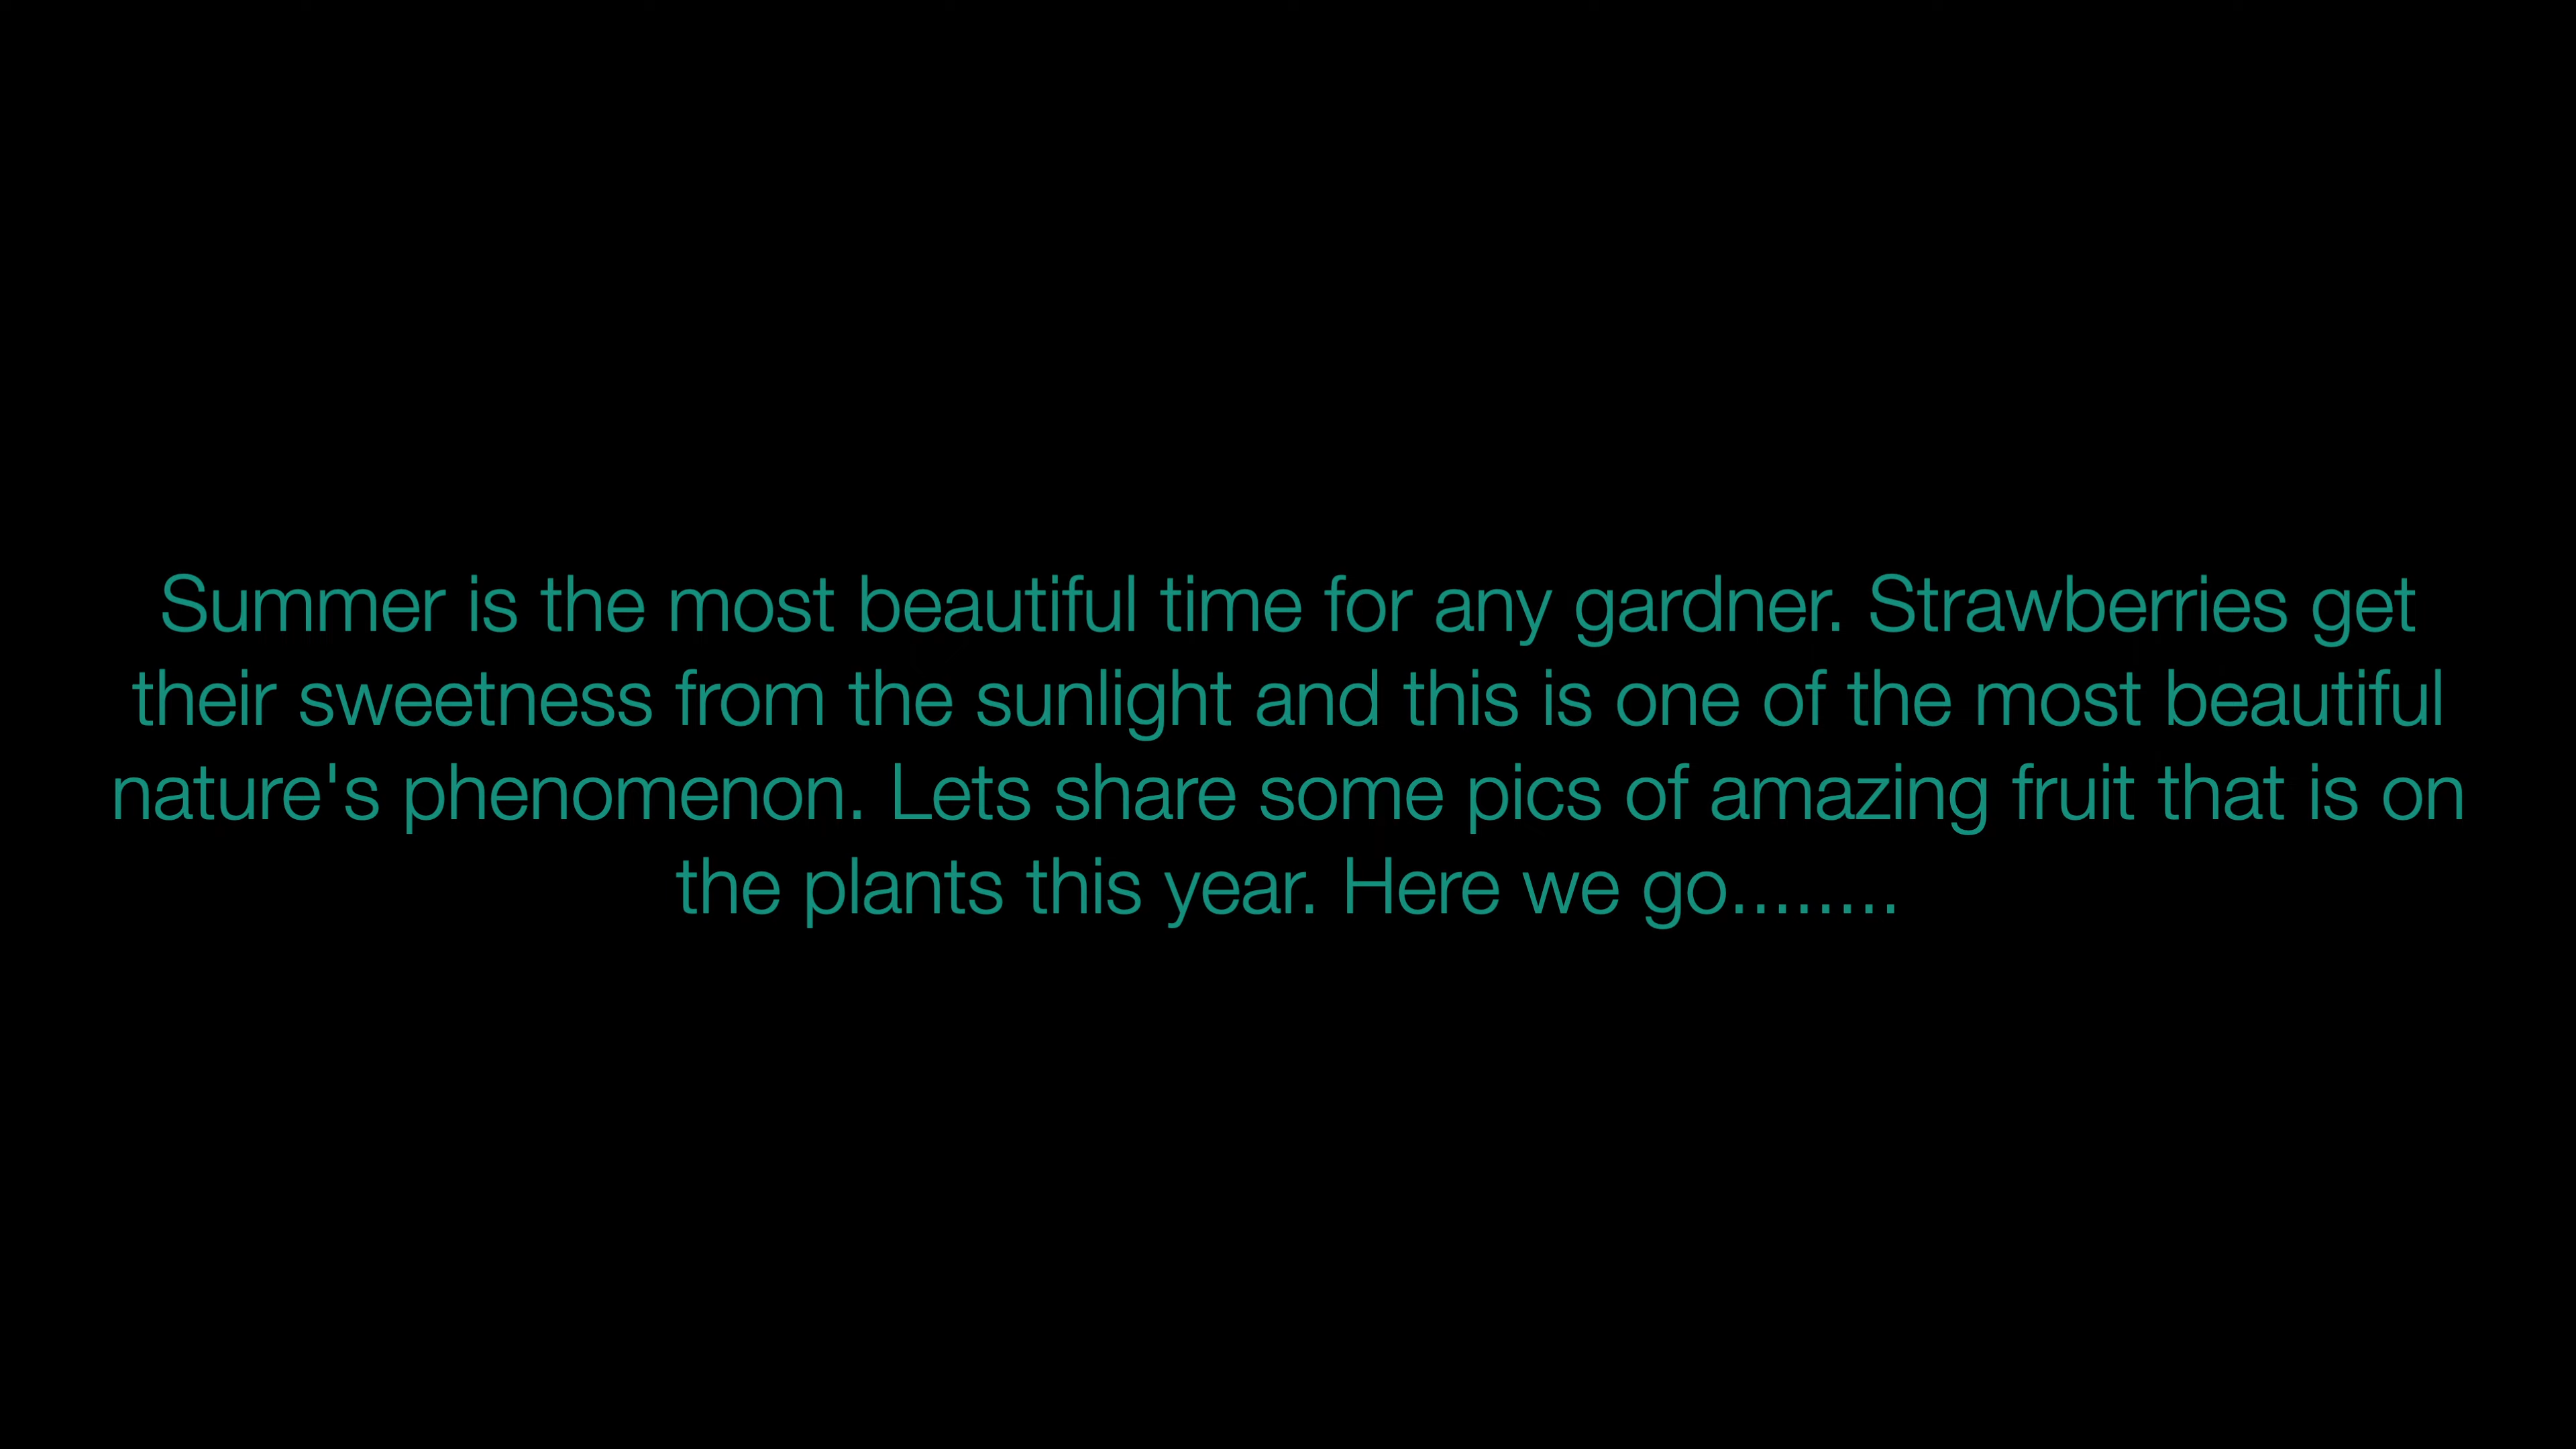 Summer is the most beautiful time for any gardner. Strawberries get
their sweetness from the sunlight and this is one of the most beautiful
nature's phenomenon. Lets share some pics of amazing fruit that is on
the plants this year. Here we go........